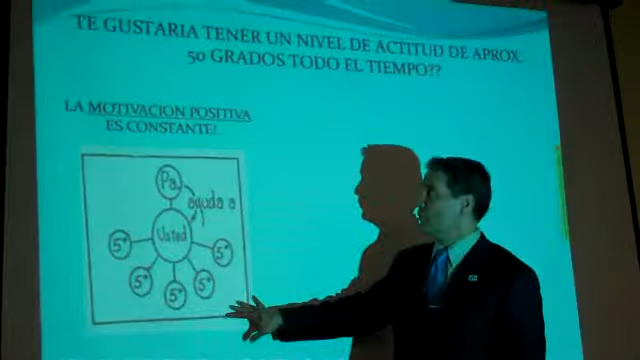 TE GUSTARIA TENER UN NIVEL DE ACTITUD DE APROX.
50 GRADOS TODO EL TIEMPO??
LA MOTIVACION POSITIVA
ES CONSTANTE!
Pa.
ayuda a
Usted
5°
5°
5°
5°
5°